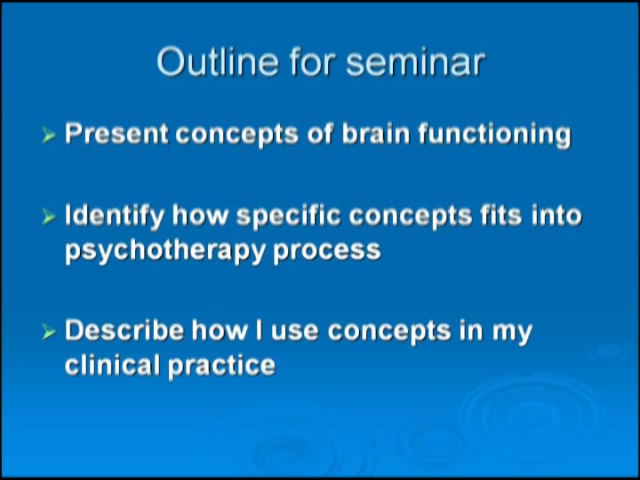 Outline for seminar
Present concepts of brain functioning
Identify how specific concepts fits into
psychotherapy process
Describe how I use concepts in my
clinical practice